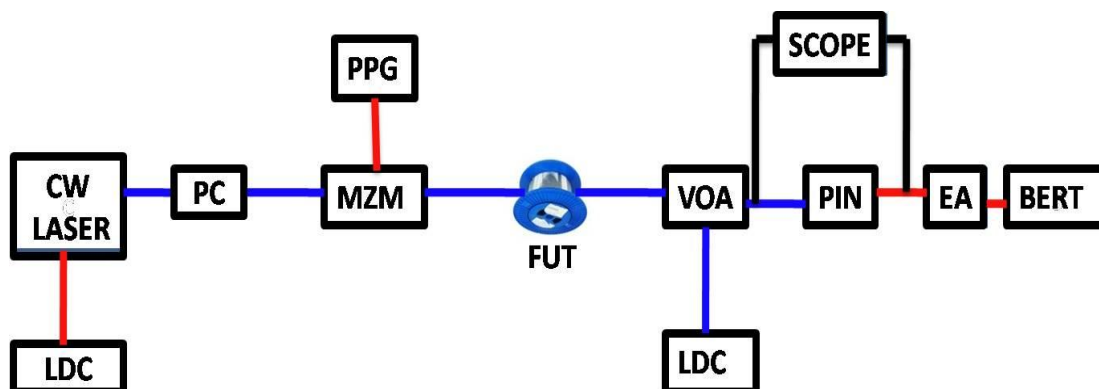 SCOPE
PPG
CW
LASER
PC
MZM
VOA
PIN
EA
BERT
FUT
LDC
LDC